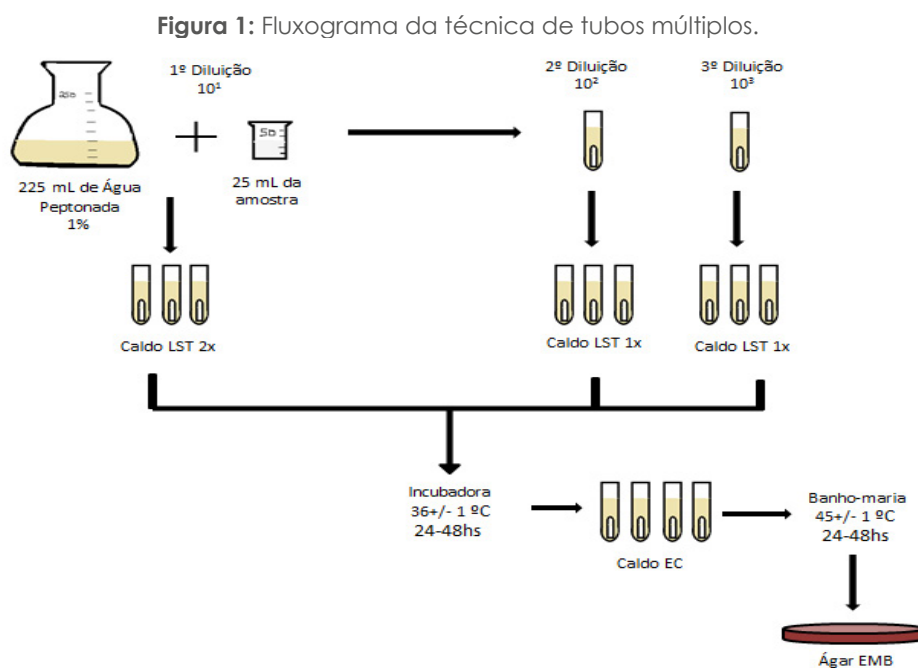 Figura 1: Fluxograma da técnica de tubos múltiplos.
1º Diluição
10¹
2º Diluição
10²
3º Diluição
10³
250
50
225 mL de Água
Peptonada
1%
25 mL da
amostra
Caldo LST 2x
Caldo LST 1x
Caldo LST 1x
Incubadora
36+/- 1 ºC
24-48hs
Caldo EC
Banho-maria
45+/- 1 ºC
24-48hs
Ágar EMB